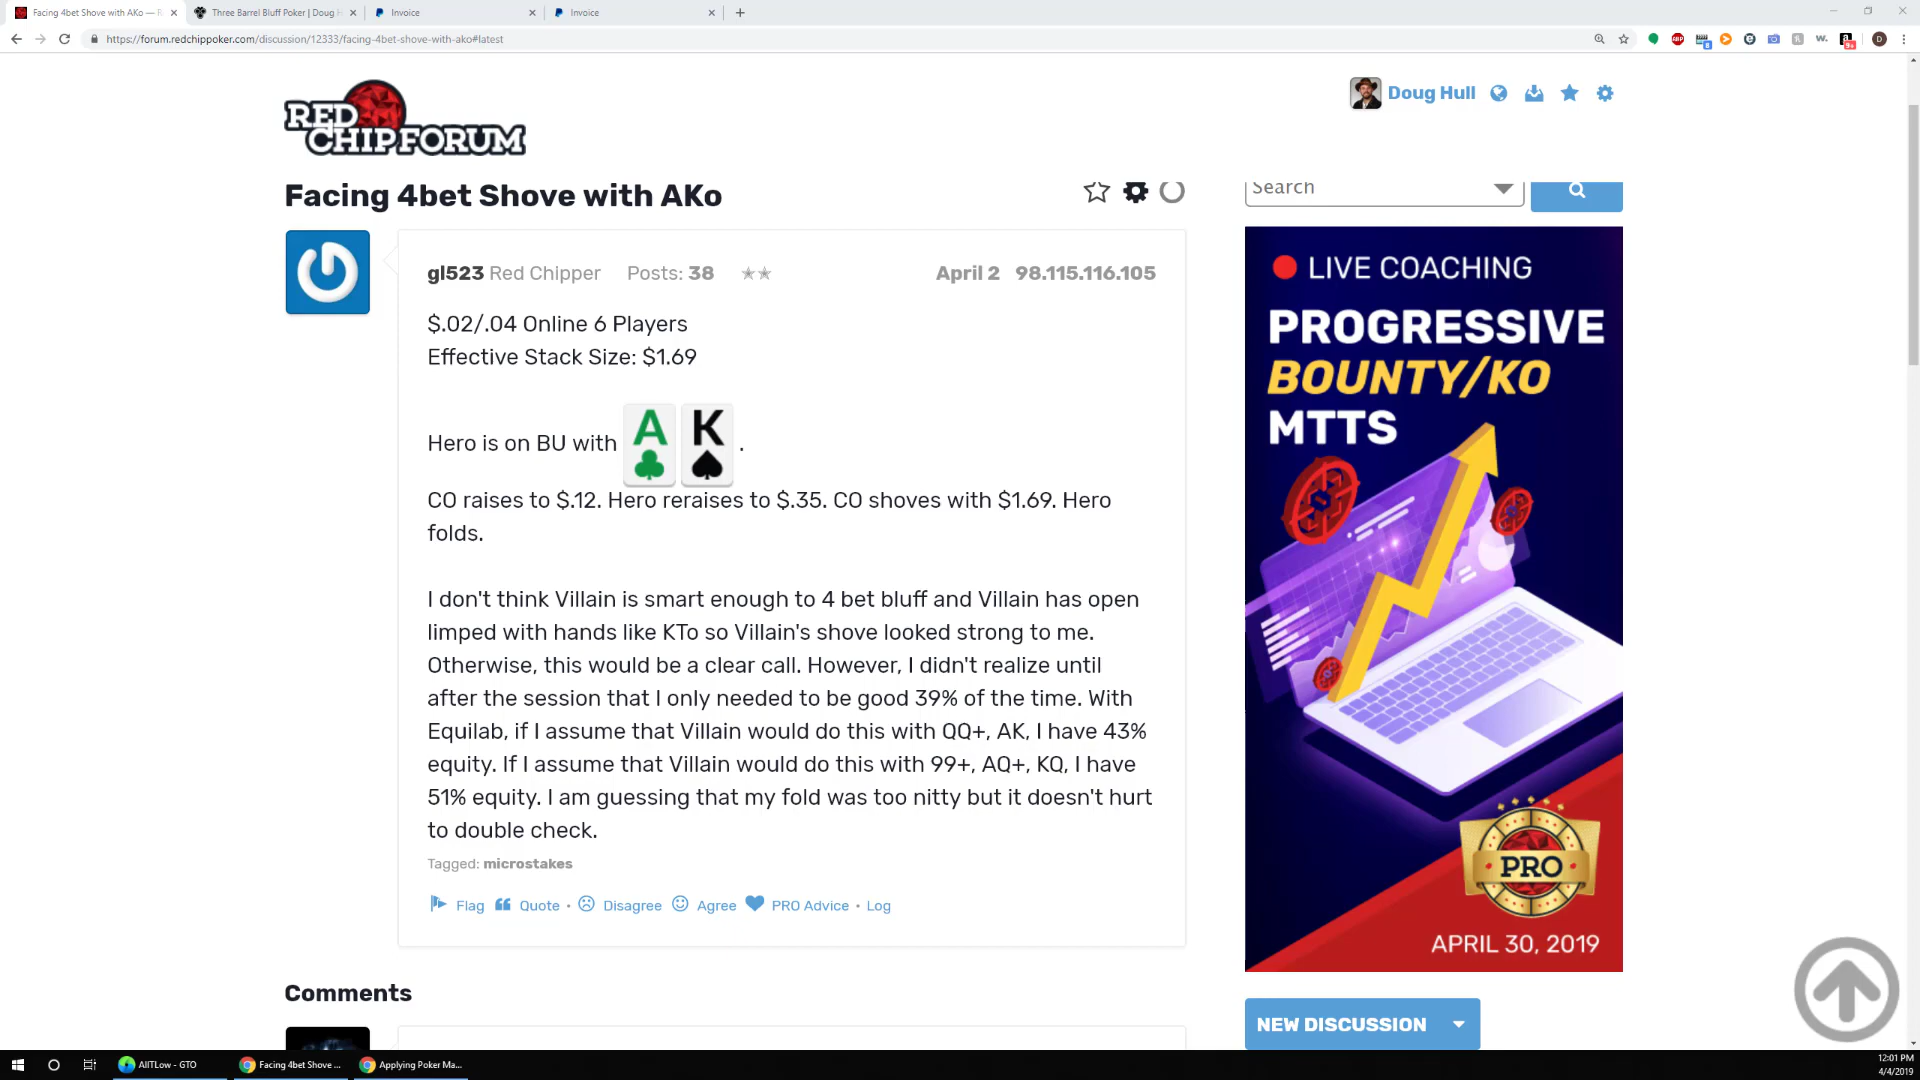 Facing 4bet Shove with AKo — R
Three Barrel Bluff Poker | Doug H
Invoice
Invoice
https://forum.redchippoker.com/discussion/12333/facing-4bet-shove-with-ako#latest
RED CHIP FORUM
Doug Hull
Facing 4bet Shove with AKo
Search
gl523 Red Chipper Posts: 38 April 2 98.115.116.105
$.02/.04 Online 6 Players
Effective Stack Size: $1.69
Hero is on BU with A♣ K♠ .
CO raises to $.12. Hero reraises to $.35. CO shoves with $1.69. Hero
folds.
I don't think Villain is smart enough to 4 bet bluff and Villain has open
limped with hands like KTo so Villain's shove looked strong to me.
Otherwise, this would be a clear call. However, I didn't realize until
after the session that I only needed to be good 39% of the time. With
Equilab, if I assume that Villain would do this with QQ+, AK, I have 43%
equity. If I assume that Villain would do this with 99+, AQ+, KQ, I have
51% equity. I am guessing that my fold was too nitty but it doesn't hurt
to double check.
Tagged: microstakes
Flag Quote • Disagree Agree PRO Advice • Log
Comments
LIVE COACHING
PROGRESSIVE
BOUNTY/KO
MTTS
PRO
APRIL 30, 2019
NEW DISCUSSION
AllTLow - GTO
Facing 4bet Shove ...
Applying Poker Ma...
12:01 PM
4/4/2019